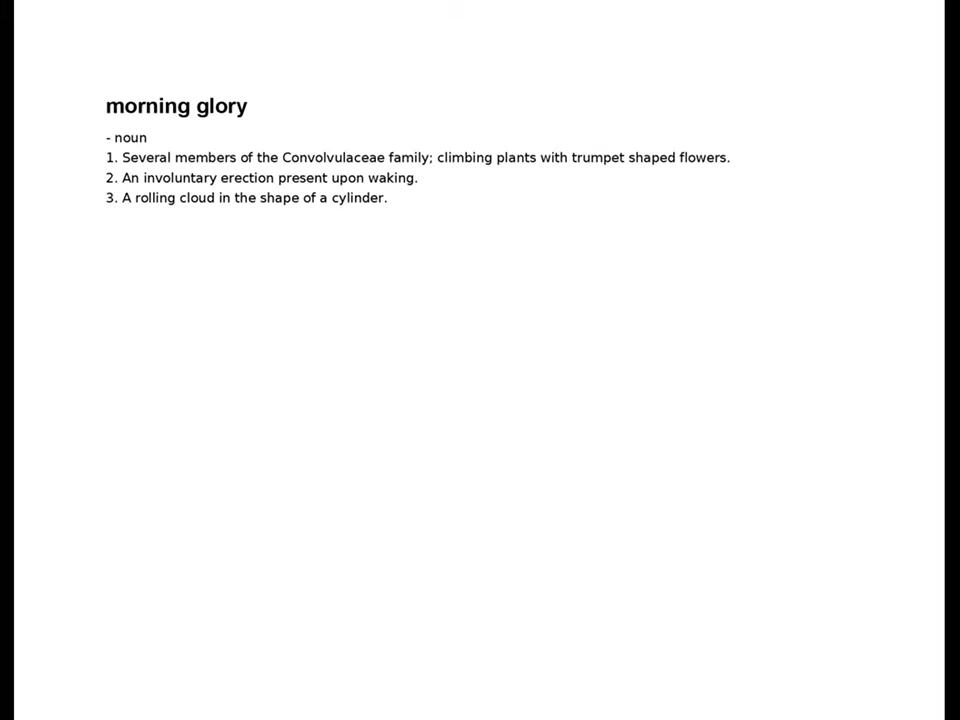 morning glory
- noun
1. Several members of the Convolvulaceae family; climbing plants with trumpet shaped flowers.
2. An involuntary erection present upon waking.
3. A rolling cloud in the shape of a cylinder.